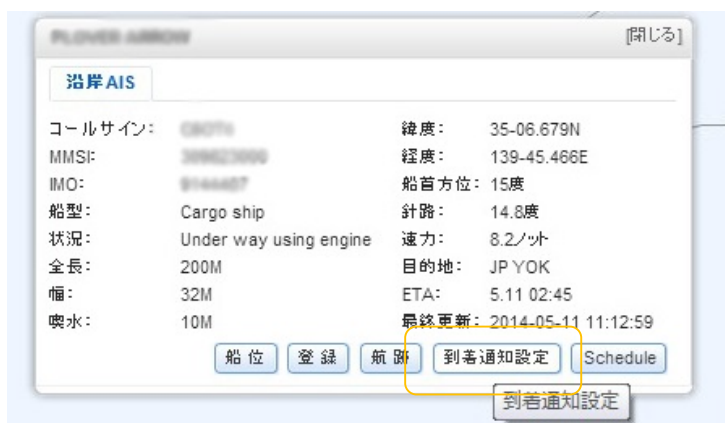 [閉じる]
沿岸AIS
コールサイン： 緯度： 35-06.679N
MMSI: 経度： 139-45.466E
IMO: 船首方位： 15度
船型： Cargo ship 針路： 14.8度
状況： Under way using engine 速力： 8.2ノット
全長： 200M 目的地： JP YOK
幅： 32M ETA: 5.11 02:45
喫水： 10M 最終更新： 2014-05-11 11:12:59
船位 登録 航跡 到着通知設定 Schedule
到着通知設定